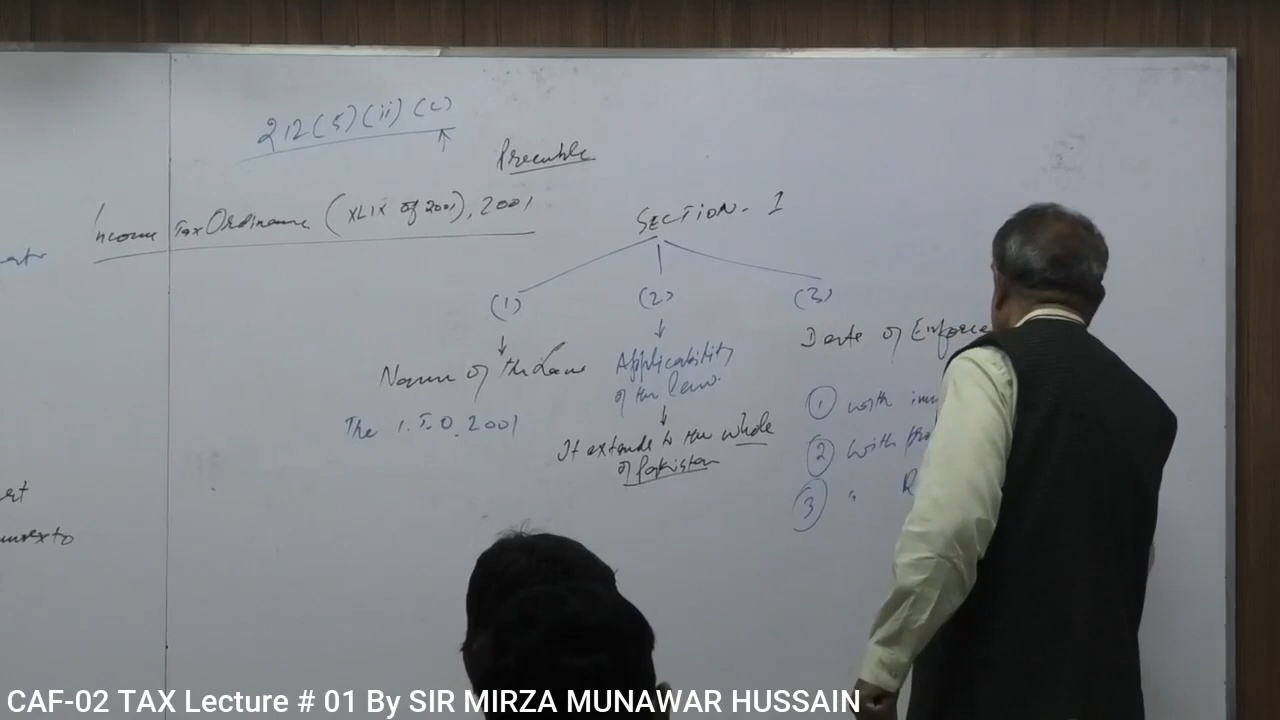 212(5)(ii)(c)
Preamble
Income Tax Ordinance (XLIX of 2001), 2001
SECTION - 1
(1) (2) (3)
Name of the Law
Applicability
of the law.
Date of
The I.T.O. 2001
It extends to the whole
of Pakistan
1 with
2 with
3 "
CAF-02 TAX Lecture # 01 By SIR MIRZA MUNAWAR HUSSAIN